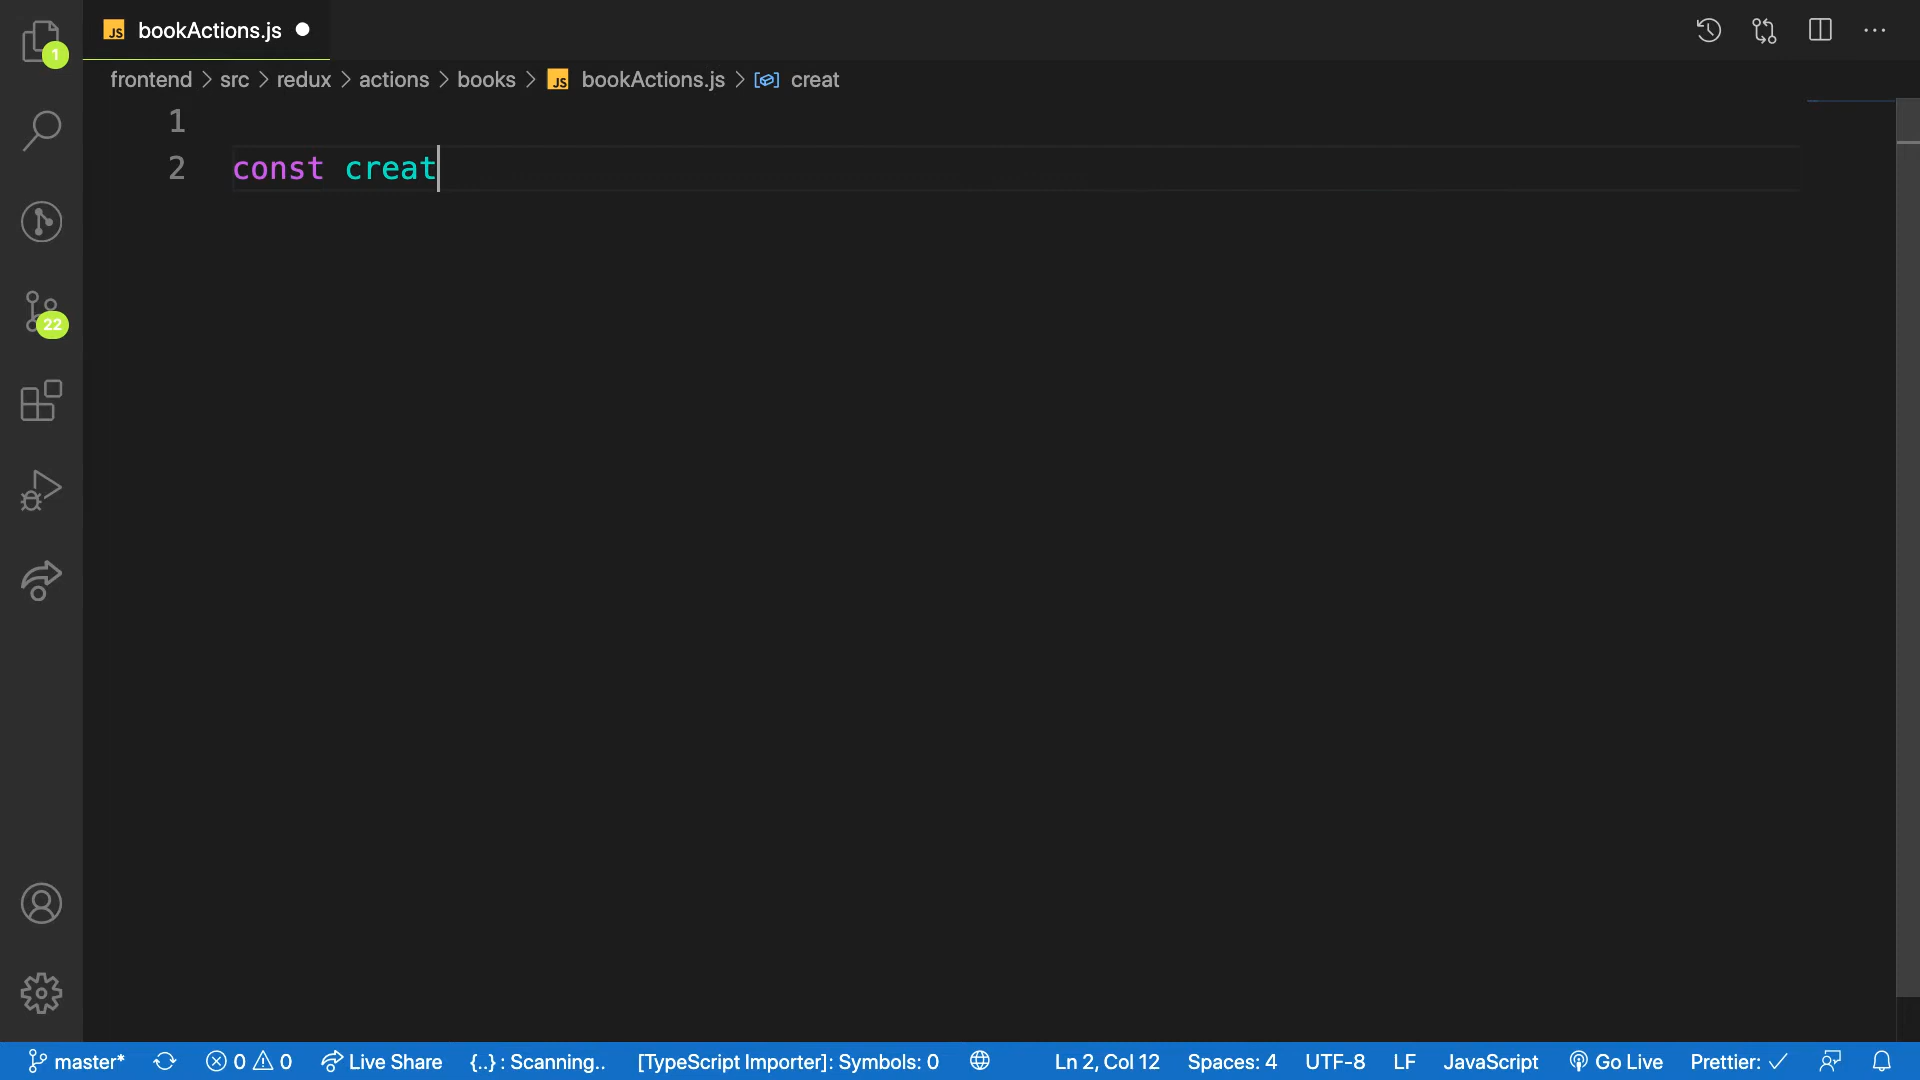 JS bookActions.js
1
frontend > src > redux > actions > books > JS bookActions.js > creat
1
2 const creat
22
master* 0 0 Live Share {..} : Scanning.. [TypeScript Importer]: Symbols: 0 Ln 2, Col 12 Spaces: 4 UTF-8 LF JavaScript Go Live Prettier: ✓